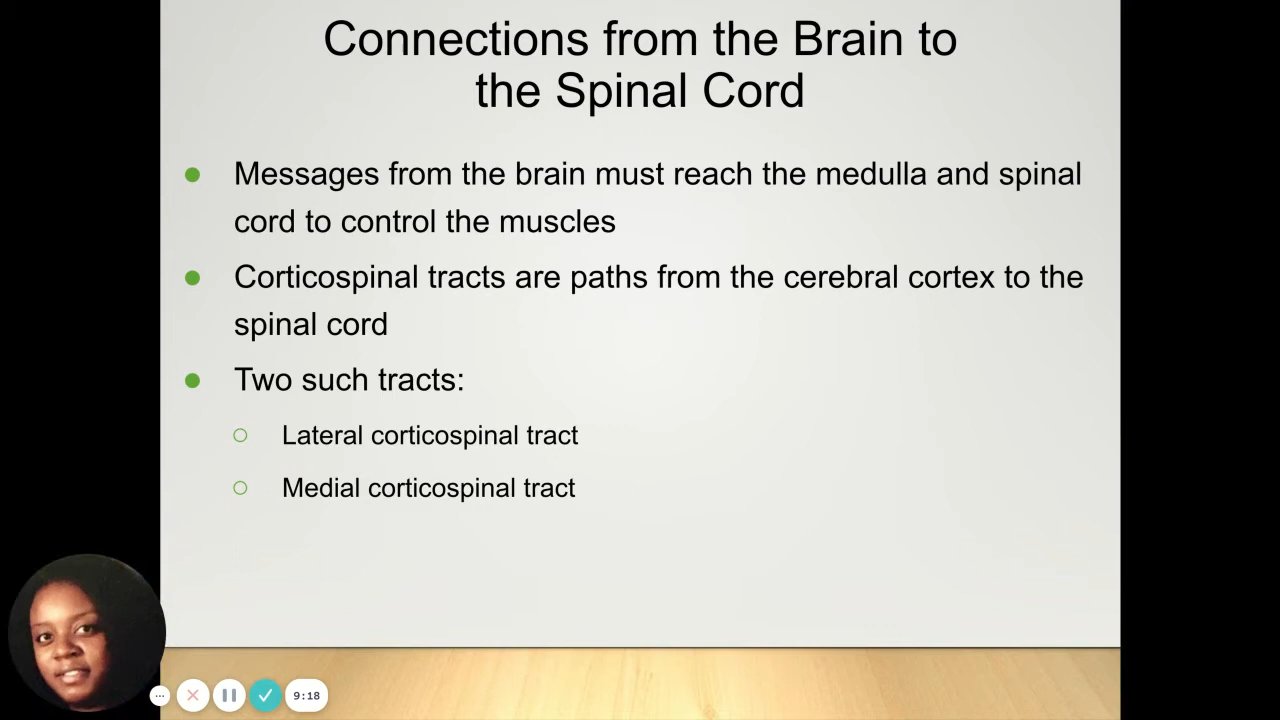 Connections from the Brain to
the Spinal Cord
Messages from the brain must reach the medulla and spinal
cord to control the muscles
Corticospinal tracts are paths from the cerebral cortex to the
spinal cord
Two such tracts:
Lateral corticospinal tract
Medial corticospinal tract
9:18